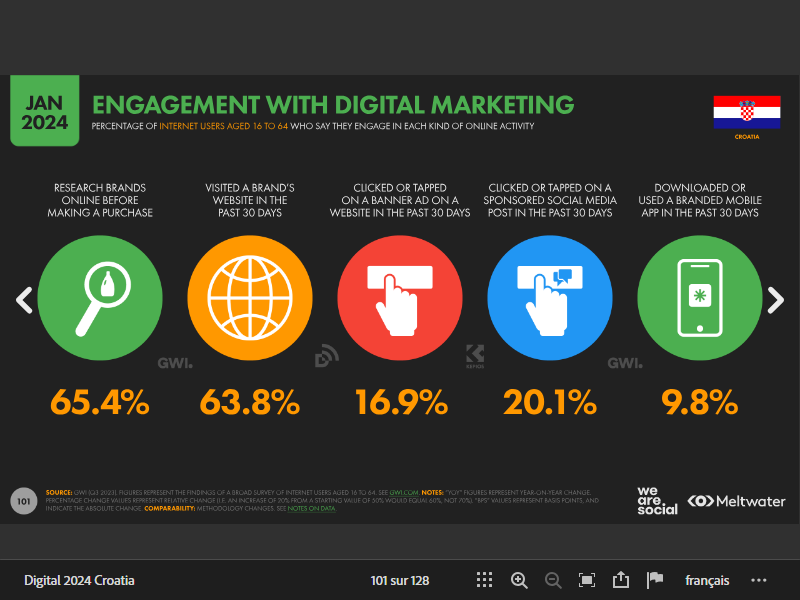 JAN
2024
ENGAGEMENT WITH DIGITAL MARKETING
PERCENTAGE OF INTERNET USERS AGED 16 TO 64 WHO SAY THEY ENGAGE IN EACH KIND OF ONLINE ACTIVITY
CROATIA
RESEARCH BRANDS
ONLINE BEFORE
MAKING A PURCHASE
VISITED A BRAND'S
WEBSITE IN THE
PAST 30 DAYS
CLICKED OR TAPPED
ON A BANNER AD ON A
WEBSITE IN THE PAST 30 DAYS
CLICKED OR TAPPED ON A
SPONSORED SOCIAL MEDIA
POST IN THE PAST 30 DAYS
DOWNLOADED OR
USED A BRANDED MOBILE
APP IN THE PAST 30 DAYS
GWI.
KEPIOS
GWI.
65.4%
63.8%
16.9%
20.1%
9.8%
101
SOURCE: GWI (Q3 2023). FIGURES REPRESENT THE FINDINGS OF A BROAD SURVEY OF INTERNET USERS AGED 16 TO 64. SEE GWI.COM. NOTES: "YOY" FIGURES REPRESENT YEAR-ON-YEAR CHANGE.
PERCENTAGE CHANGE VALUES REPRESENT RELATIVE CHANGE (I.E. AN INCREASE OF 20% FROM A STARTING VALUE OF 50% WOULD EQUAL 60%, NOT 70%). "BPS" VALUES REPRESENT BASIS POINTS, AND
INDICATE THE ABSOLUTE CHANGE. COMPARABILITY: METHODOLOGY CHANGES. SEE NOTES ON DATA.
we
are.
social
Meltwater
Digital 2024 Croatia
101 sur 128
français